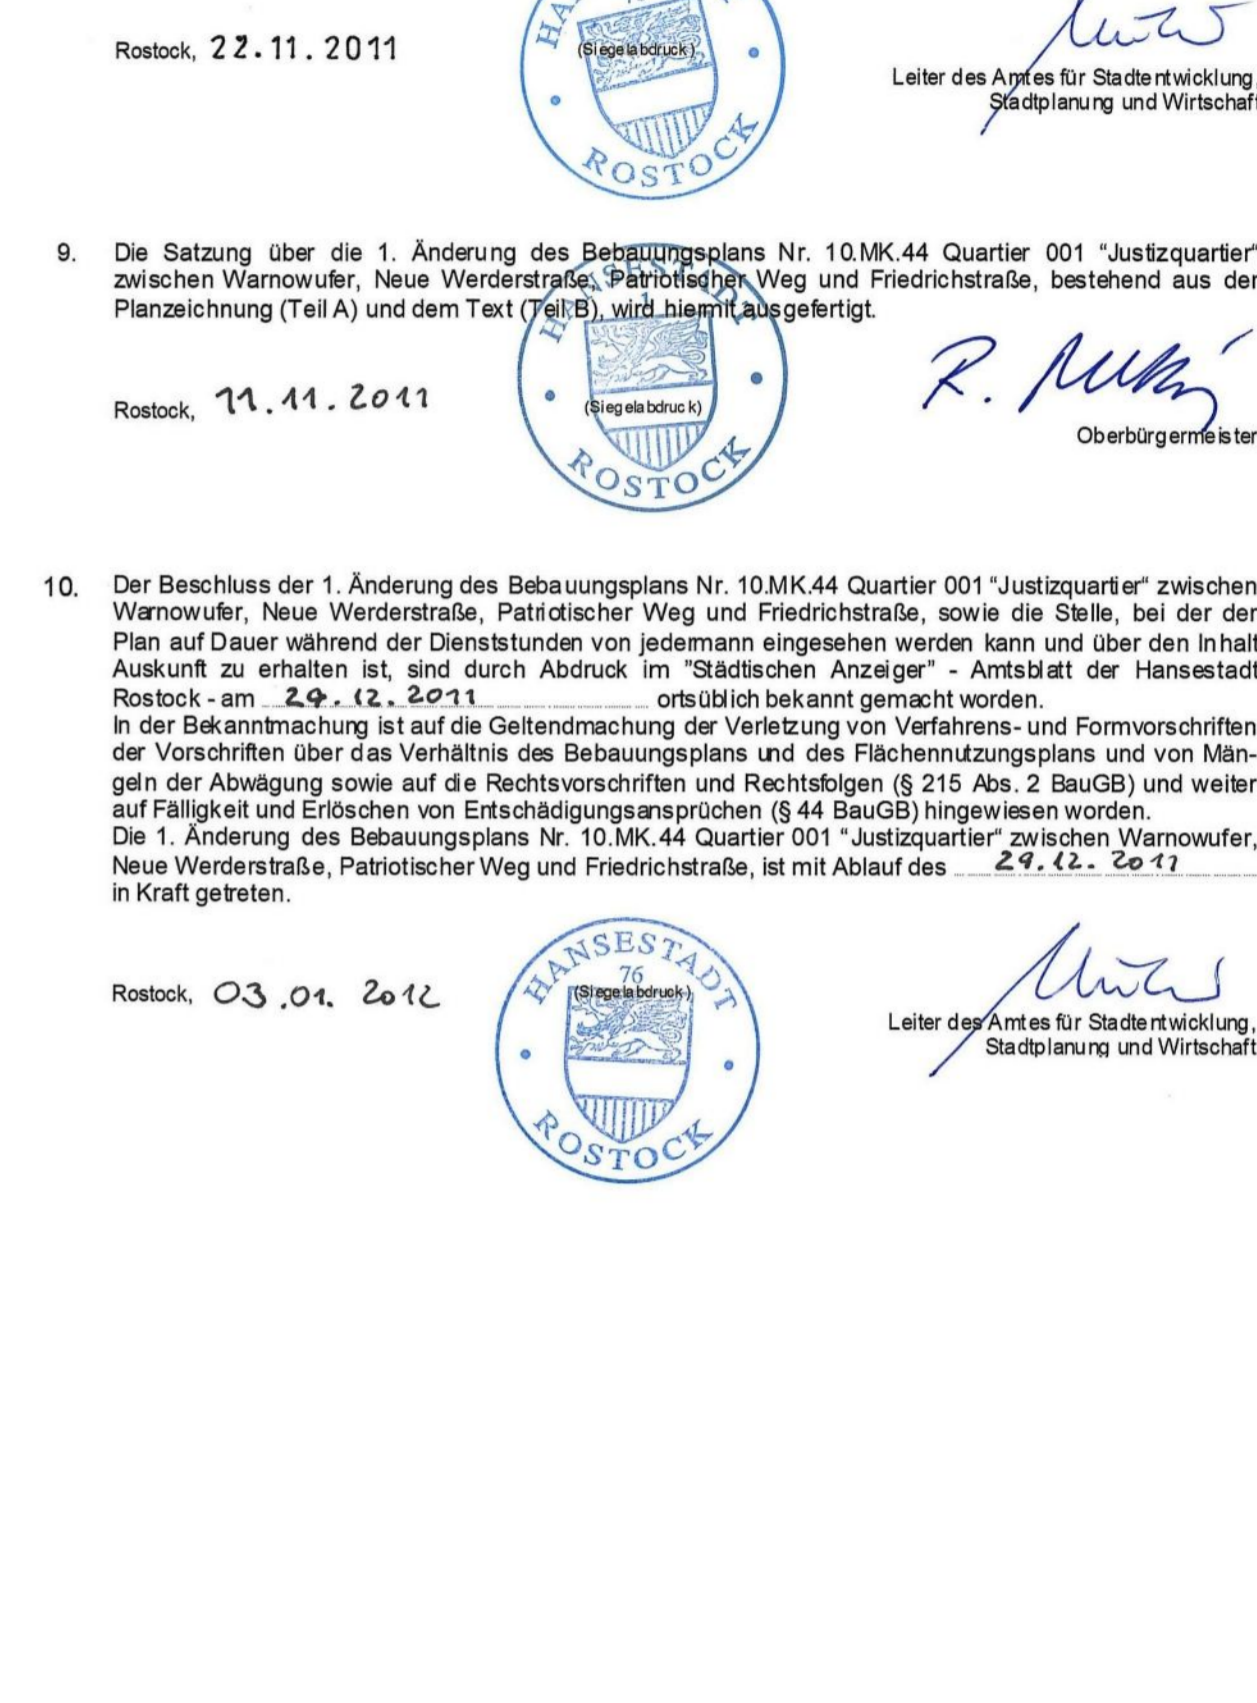 Rostock, 22.11.2011
(Siegelabdruck)
ROSTOCK
Leiter des Amtes für Stadtentwicklung,
Stadtplanung und Wirtschaft
9. Die Satzung über die 1. Änderung des Bebauungsplans Nr. 10.MK.44 Quartier 001 "Justizquartier"
zwischen Warnowufer, Neue Werderstraße, Patriotischer Weg und Friedrichstraße, bestehend aus der
Planzeichnung (Teil A) und dem Text (Teil B), wird hiermit ausgefertigt.
HANSESTADT
1
Rostock, 11.11.2011
(Siegelabdruck)
ROSTOCK
Oberbürgermeister
10. Der Beschluss der 1. Änderung des Bebauungsplans Nr. 10.MK.44 Quartier 001 "Justizquartier" zwischen
Warnowufer, Neue Werderstraße, Patriotischer Weg und Friedrichstraße, sowie die Stelle, bei der der
Plan auf Dauer während der Dienststunden von jedermann eingesehen werden kann und über den Inhalt
Auskunft zu erhalten ist, sind durch Abdruck im "Städtischen Anzeiger" - Amtsblatt der Hansestadt
Rostock - am 29.12.2011 ortsüblich bekannt gemacht worden.
In der Bekanntmachung ist auf die Geltendmachung der Verletzung von Verfahrens- und Formvorschriften
der Vorschriften über das Verhältnis des Bebauungsplans und des Flächennutzungsplans und von Män-
geln der Abwägung sowie auf die Rechtsvorschriften und Rechtsfolgen (§ 215 Abs. 2 BauGB) und weiter
auf Fälligkeit und Erlöschen von Entschädigungsansprüchen (§ 44 BauGB) hingewiesen worden.
Die 1. Änderung des Bebauungsplans Nr. 10.MK.44 Quartier 001 "Justizquartier" zwischen Warnowufer,
Neue Werderstraße, Patriotischer Weg und Friedrichstraße, ist mit Ablauf des 29.12.2011
in Kraft getreten.
HANSESTADT
76
Rostock, 03.01.2012
(Siegelabdruck)
ROSTOCK
Leiter des Amtes für Stadtentwicklung,
Stadtplanung und Wirtschaft